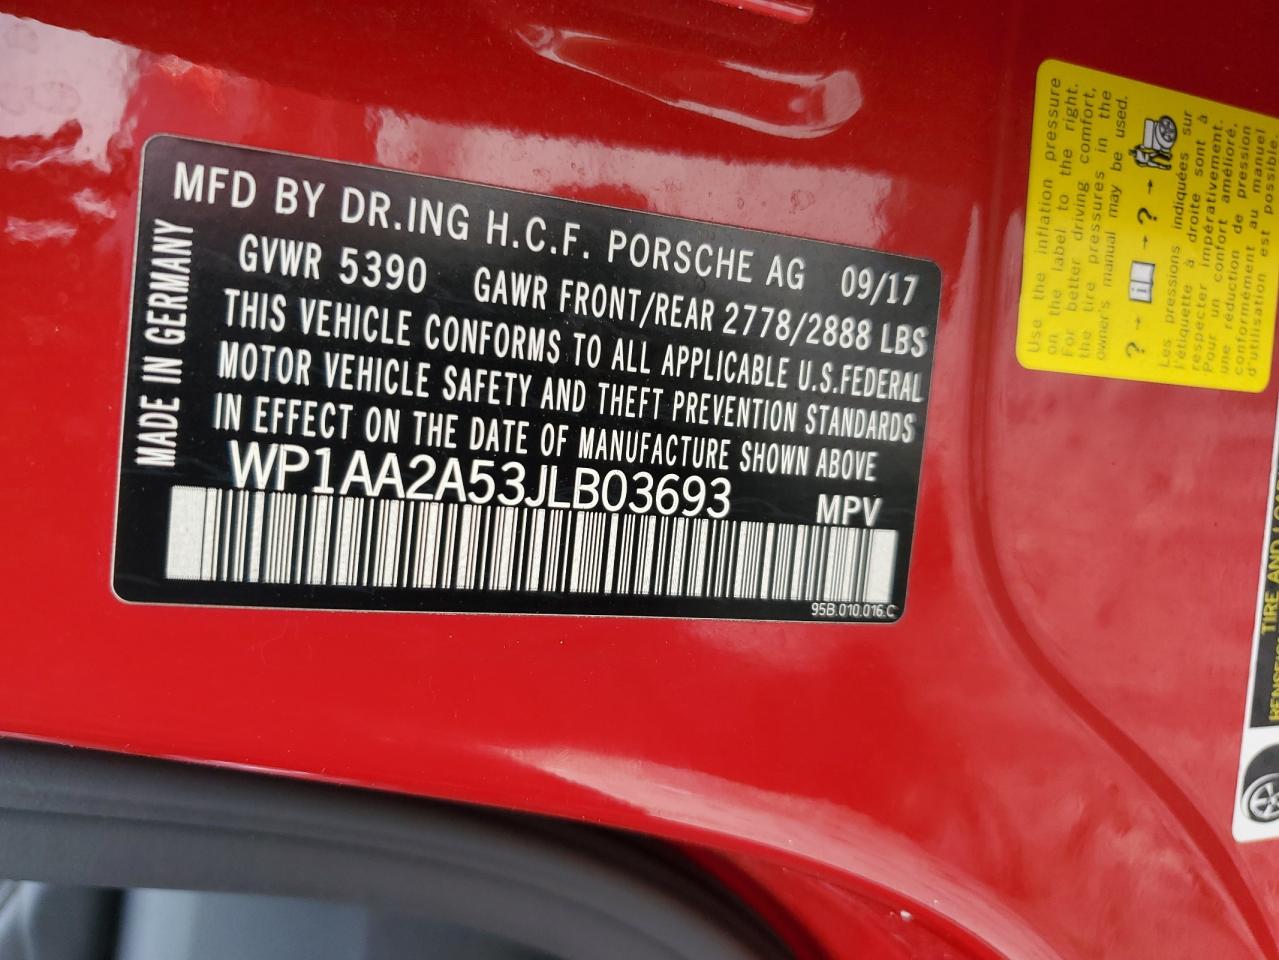 MFD BY DR.ING H.C.F. PORSCHE AG 09/17
GVWR 5390 GAWR FRONT/REAR 2778/2888 LBS
THIS VEHICLE CONFORMS TO ALL APPLICABLE U.S.FEDERAL
MOTOR VEHICLE SAFETY AND THEFT PREVENTION STANDARDS
IN EFFECT ON THE DATE OF MANUFACTURE SHOWN ABOVE
WP1AA2A53JLB03693 MPV
95B.010.016.C
MADE IN GERMANY
Use the inflation pressure
on the label to the right.
For better driving comfort,
the tire pressures in the
owner's manual may be used.
? → → ? →
Les pressions indiquées sur
l'étiquette à droite sont à
respecter impérativement.
Pour un confort amélioré,
une réduction de pression
conformément au manuel
d'utilisation est possible.
TIRE AND